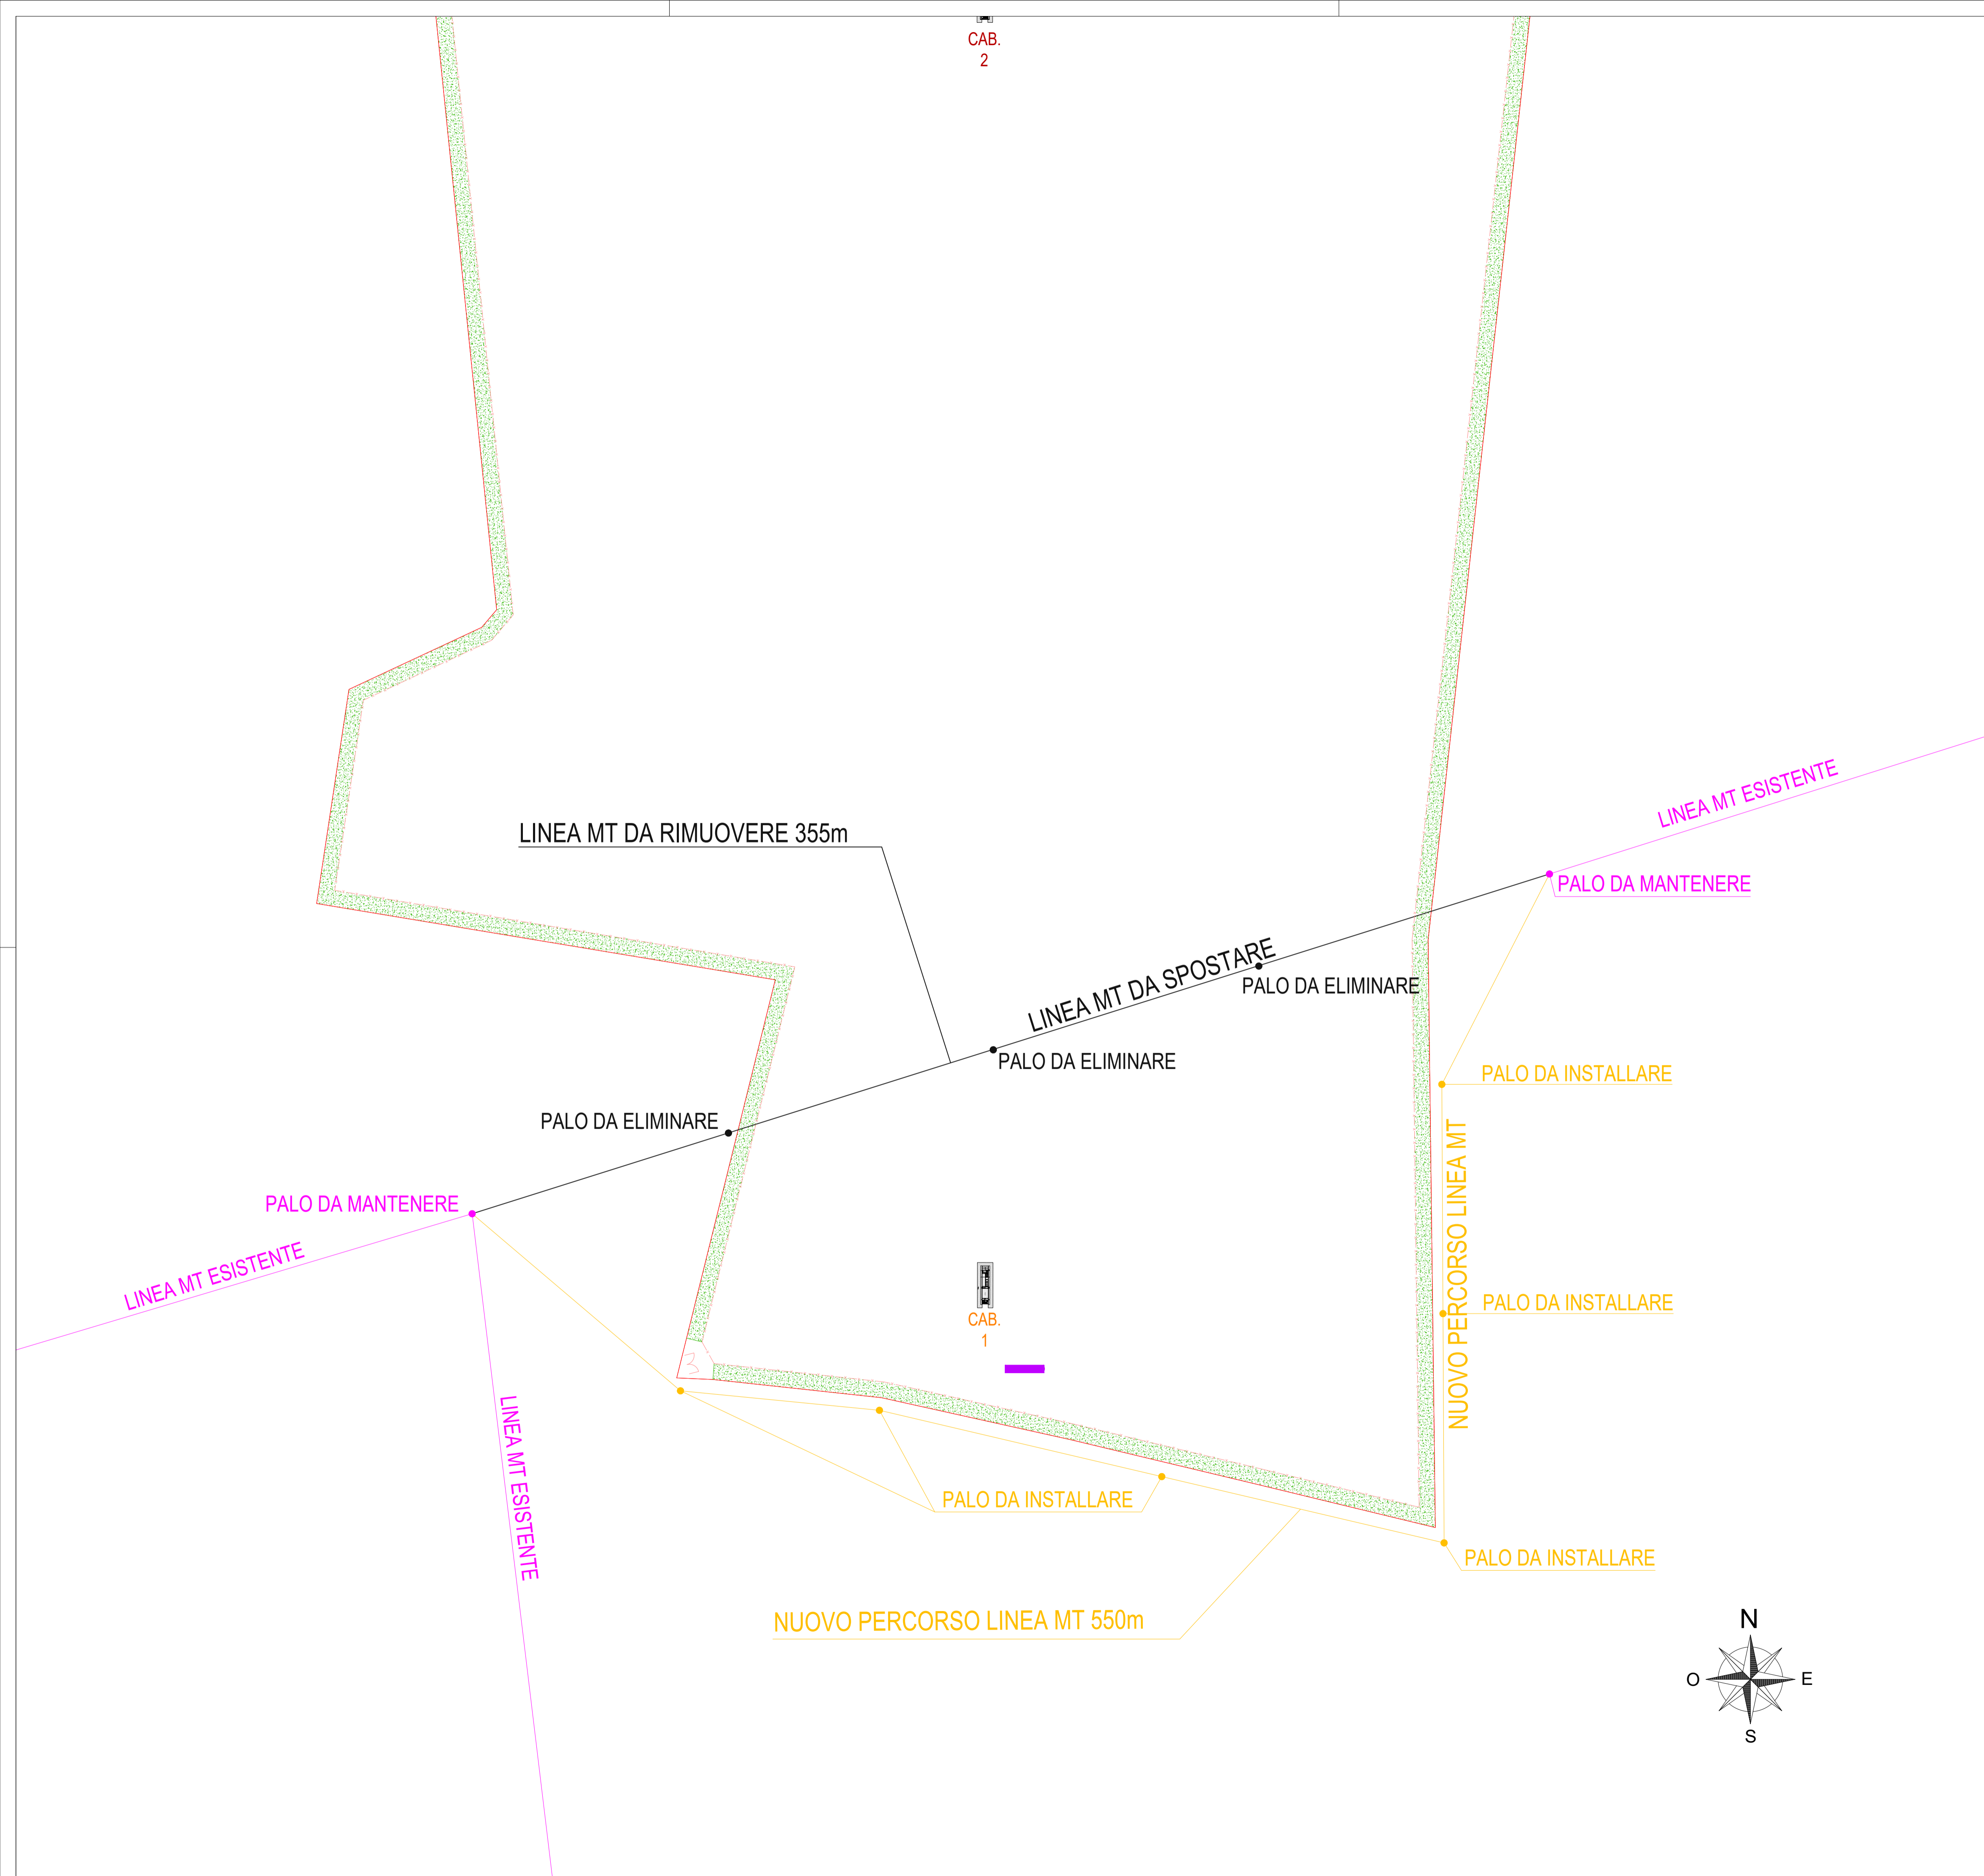 CAB.
2
LINEA MT ESISTENTE
LINEA MT DA RIMUOVERE 355m
PALO DA MANTENERE
LINEA MT DA SPOSTARE
PALO DA ELIMINARE
PALO DA ELIMINARE
PALO DA INSTALLARE
PALO DA ELIMINARE
NUOVO PERCORSO LINEA MT
PALO DA MANTENERE
LINEA MT ESISTENTE
PALO DA INSTALLARE
CAB.
1
LINEA MT ESISTENTE
PALO DA INSTALLARE
PALO DA INSTALLARE
NUOVO PERCORSO LINEA MT 550m
N
O
E
S